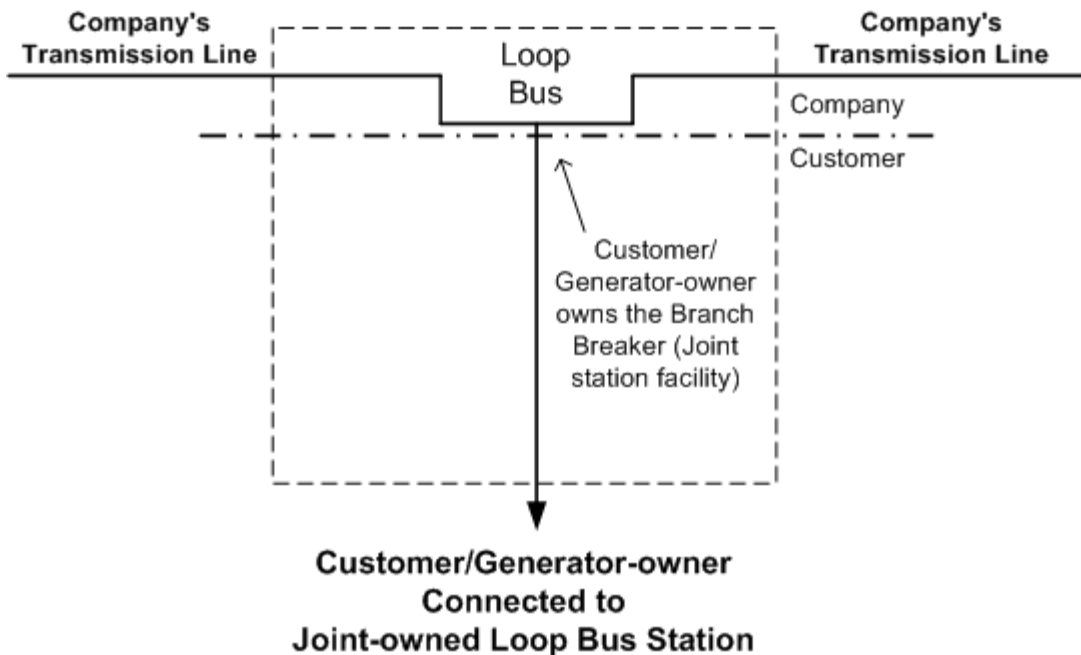 Company's
Transmission Line
Loop
Bus
Company's
Transmission Line
Company
Customer
Customer/
Generator-owner
owns the Branch
Breaker (Joint
station facility)
Customer/Generator-owner
Connected to
Joint-owned Loop Bus Station